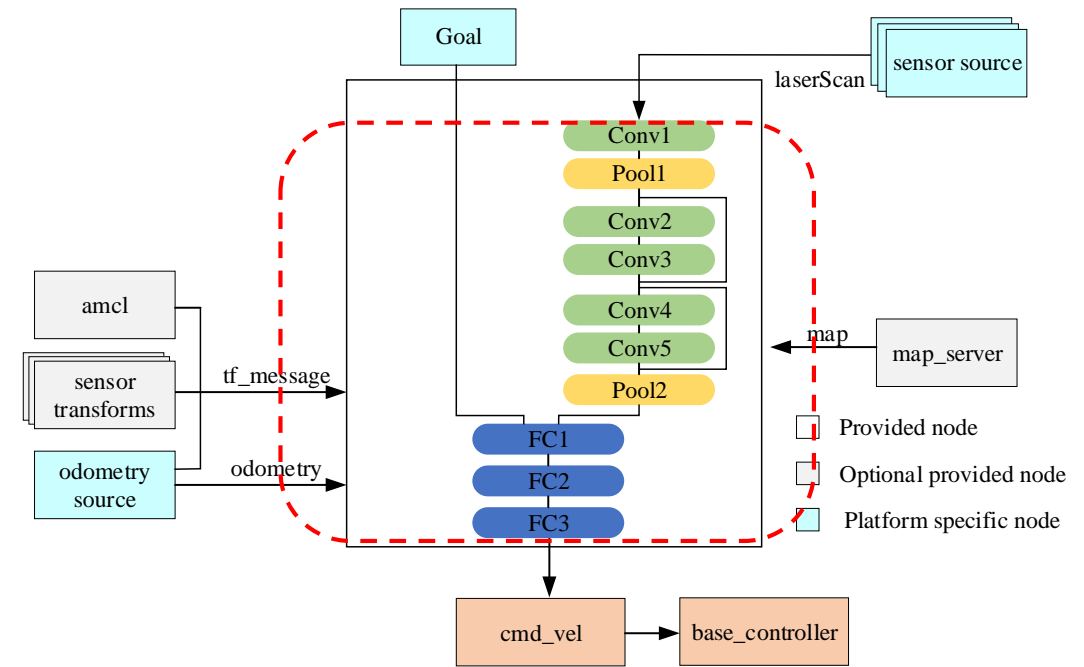 Goal
sensor source
laserScan
Conv1
Pool1
Conv2
Conv3
Conv4
Conv5
Pool2
amcl
sensor
transforms
tf_message
odometry
source
odometry
map
map_server
FC1
FC2
FC3
Provided node
Optional provided node
Platform specific node
cmd_vel
base_controller